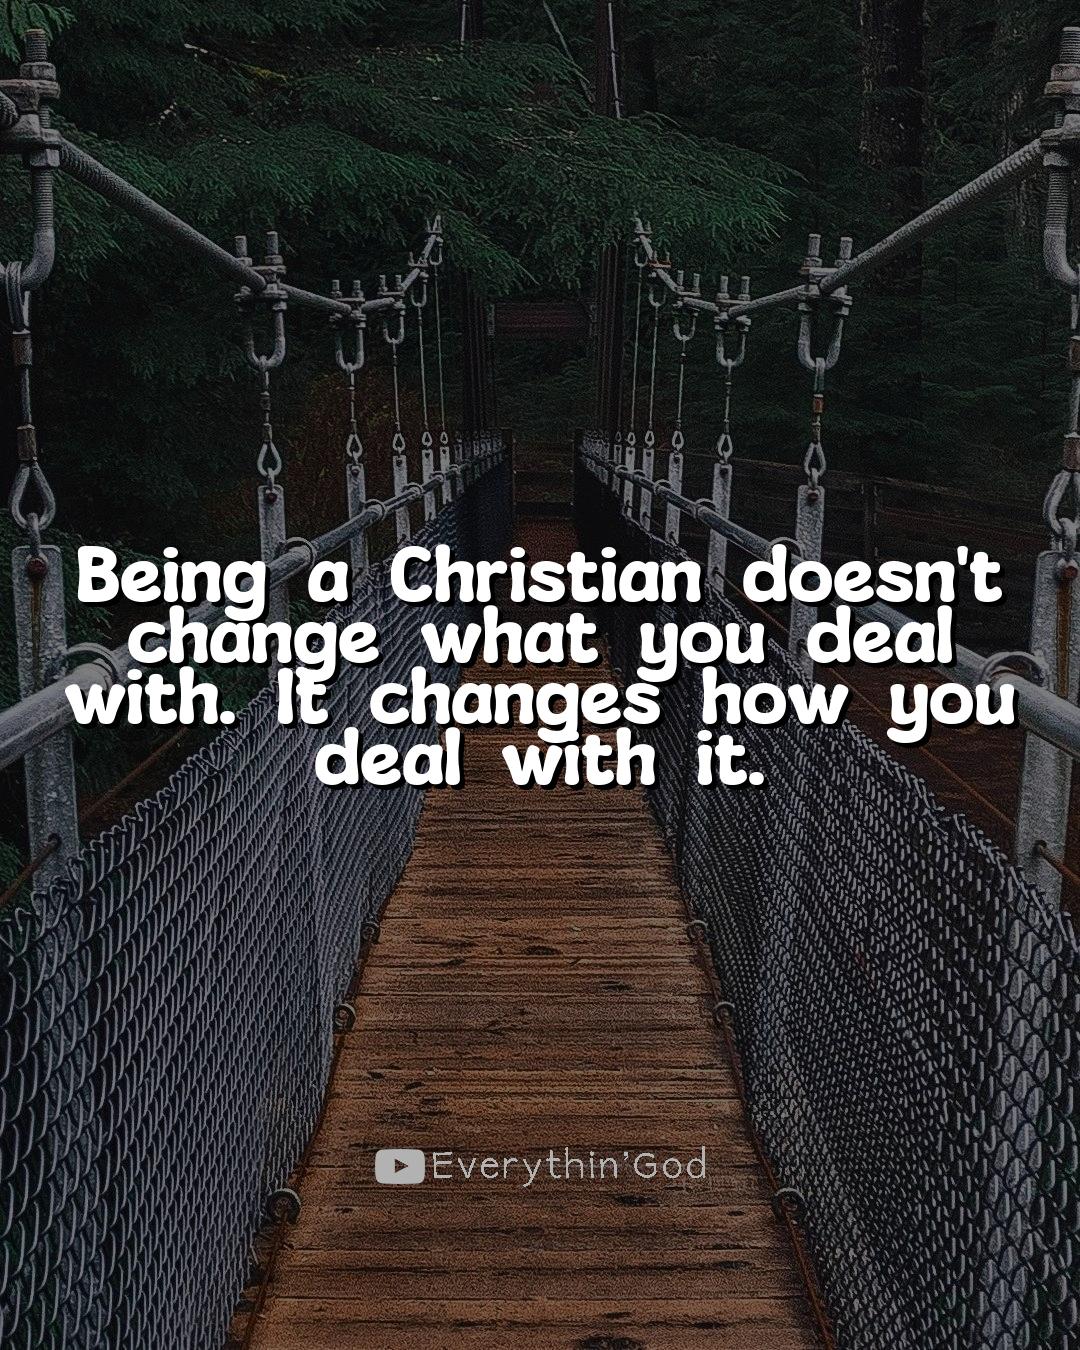 Being a Christian doesn't
change what you deal
with. It changes how you
deal with it.
Everythin'God